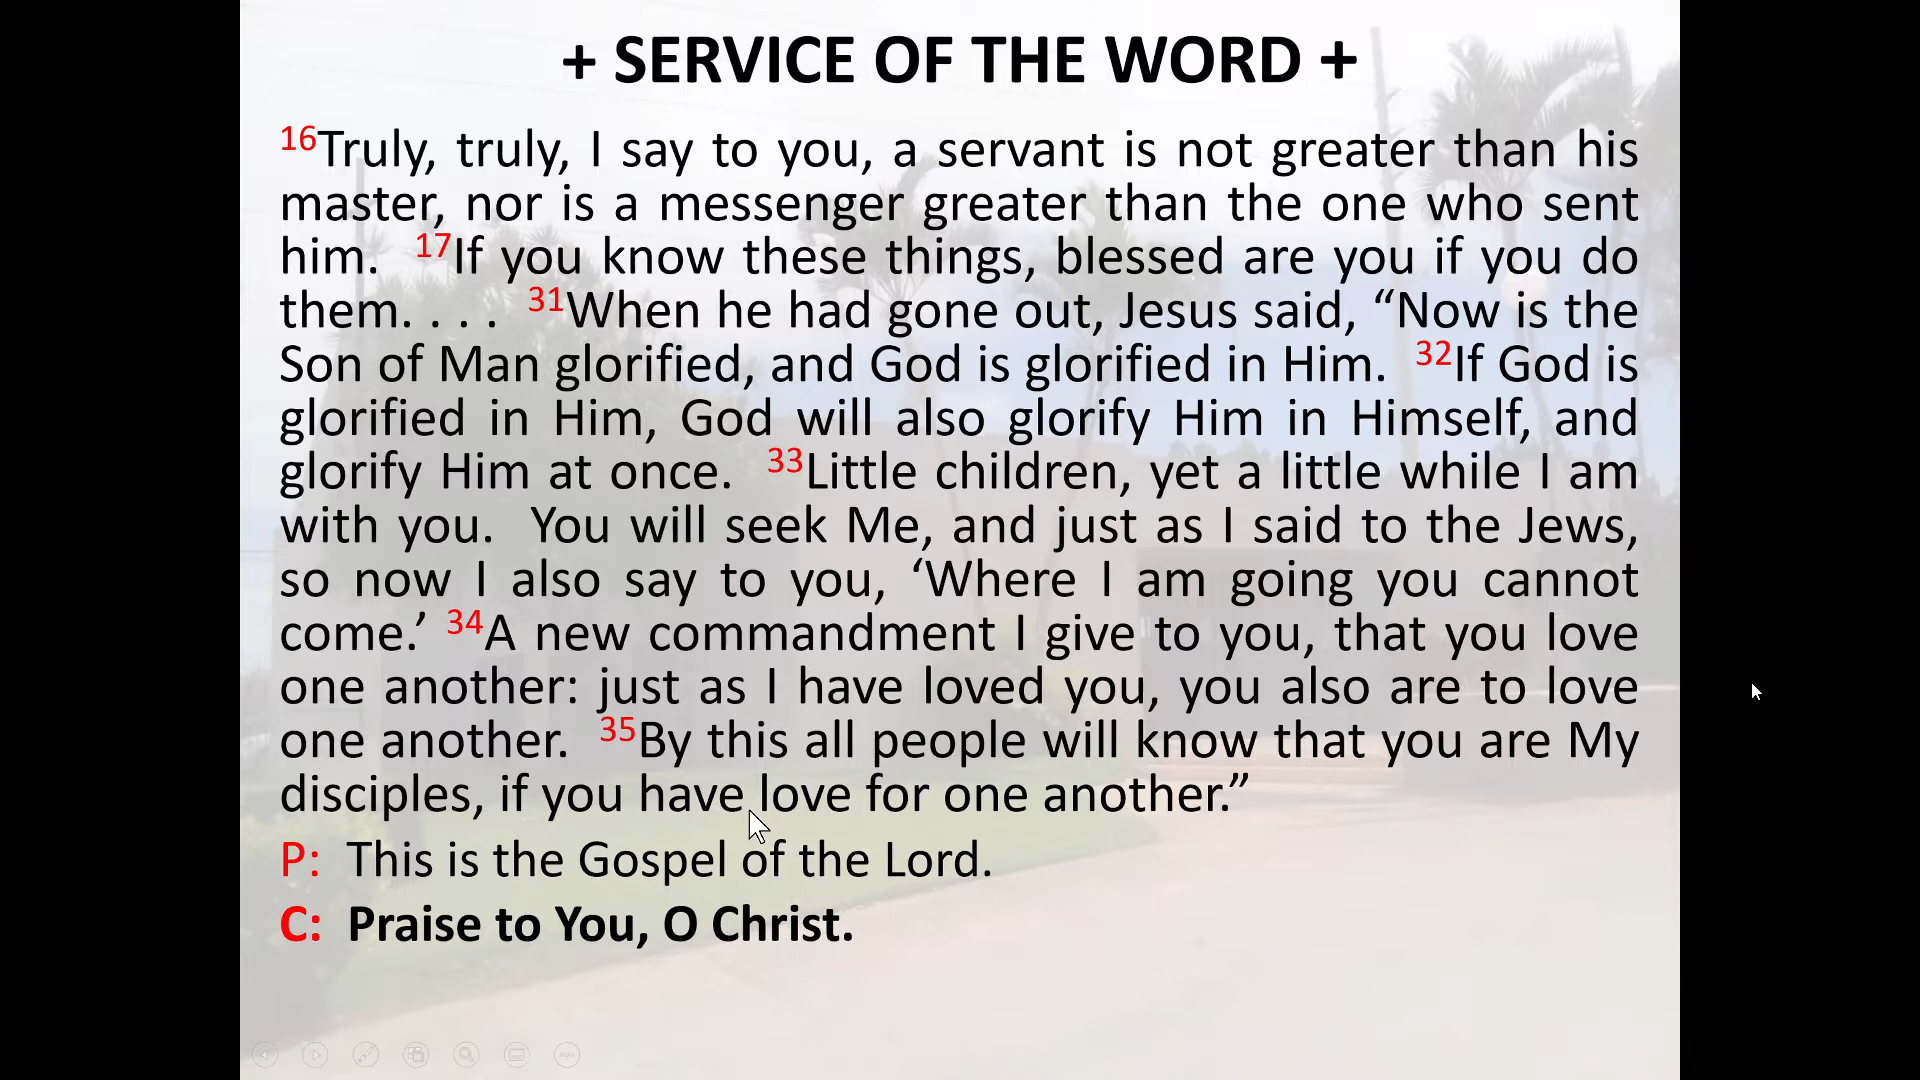 + SERVICE OF THE WORD +
16Truly, truly, I say to you, a servant is not greater than his
master, nor is a messenger greater than the one who sent
him. 17If you know these things, blessed are you if you do
them. . . . 31When he had gone out, Jesus said, “Now is the
Son of Man glorified, and God is glorified in Him. 32If God is
glorified in Him, God will also glorify Him in Himself, and
glorify Him at once. 33Little children, yet a little while I am
with you. You will seek Me, and just as I said to the Jews,
so now I also say to you, ‘Where I am going you cannot
come.’ 34A new commandment I give to you, that you love
one another: just as I have loved you, you also are to love
one another. 35By this all people will know that you are My
disciples, if you have love for one another.”
P: This is the Gospel of the Lord.
C: Praise to You, O Christ.